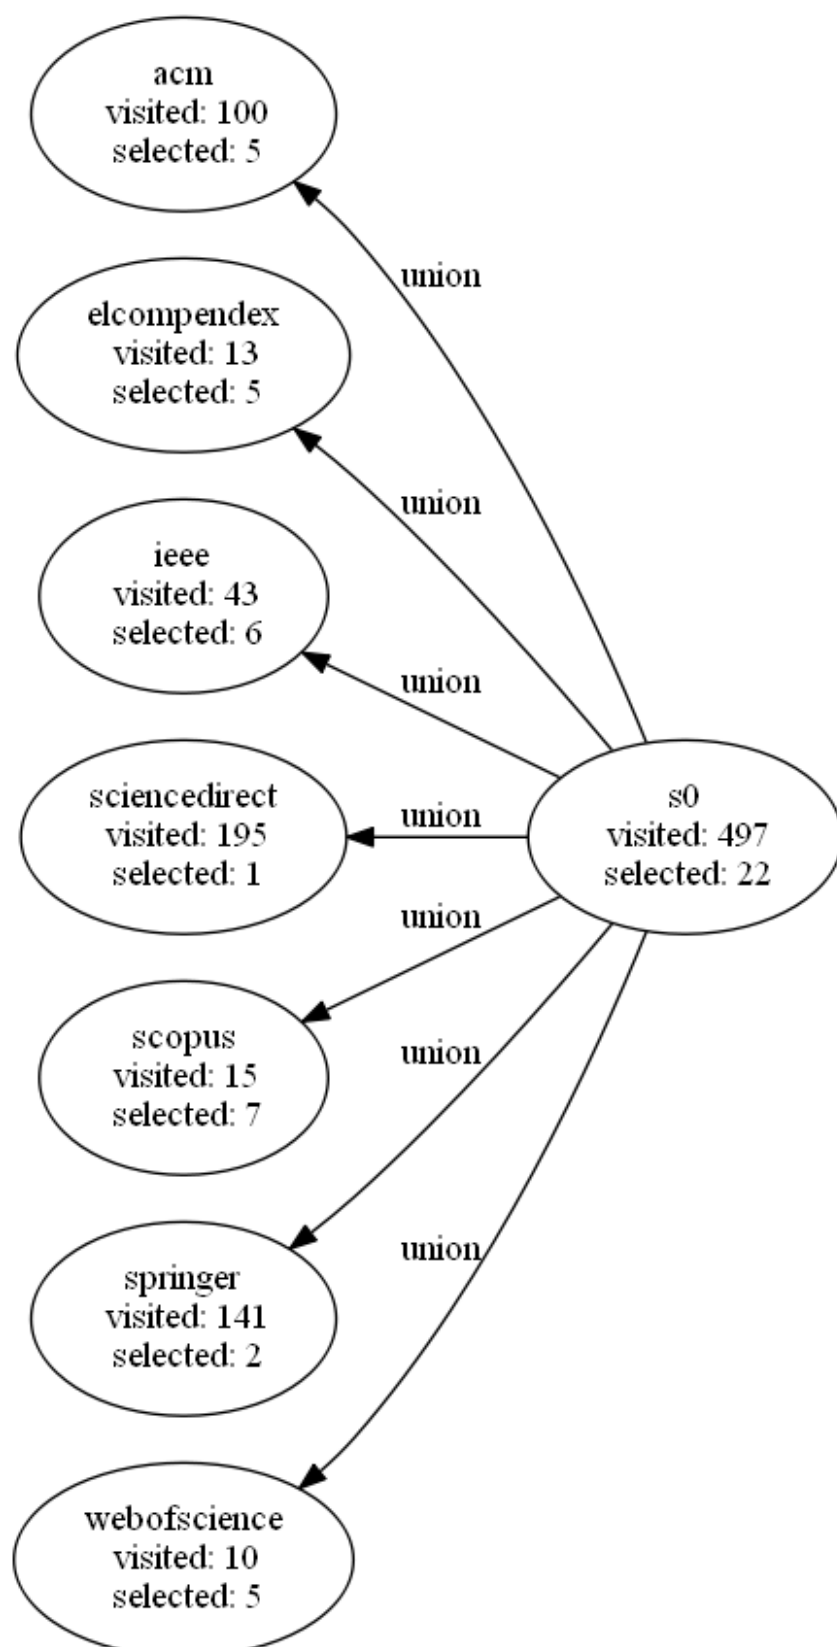 acm
visited: 100
selected: 5
union
elcompendex
visited: 13
selected: 5
union
ieee
visited: 43
selected: 6
union
sciencedirect
visited: 195
selected: 1
union
s0
visited: 497
selected: 22
union
scopus
visited: 15
selected: 7
union
springer
visited: 141
selected: 2
union
webofscience
visited: 10
selected: 5